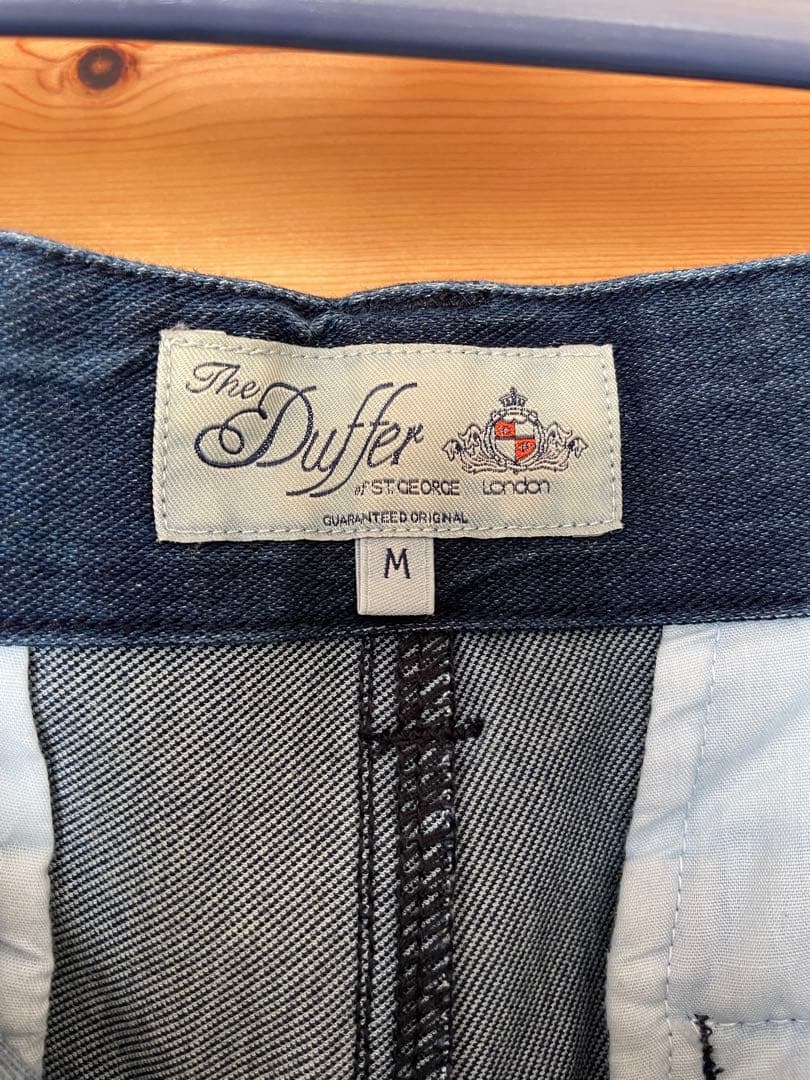 The Duffer
of ST. GEORGE London
GUARANTEED ORIGINAL
M